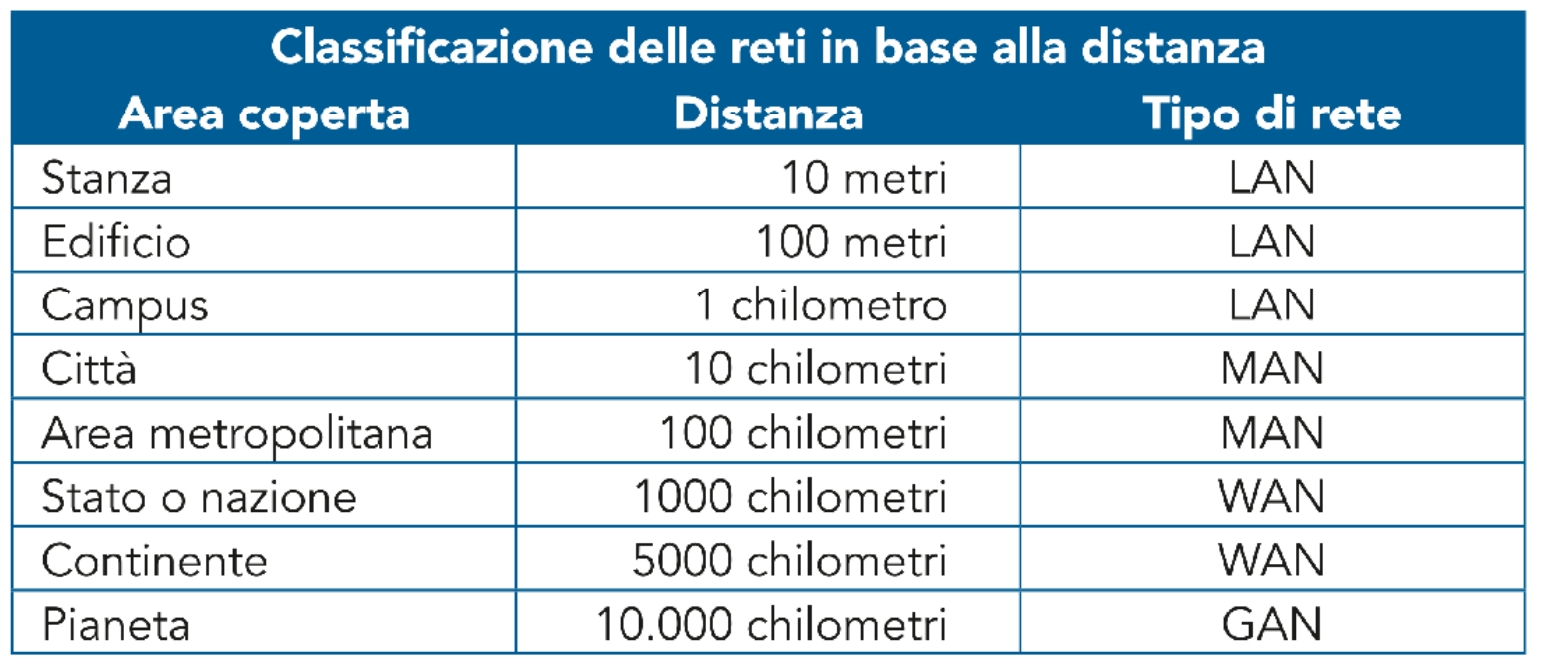 Classificazione delle reti in base alla distanza
Area coperta Distanza Tipo di rete
Stanza 10 metri LAN
Edificio 100 metri LAN
Campus 1 chilometro LAN
Città 10 chilometri MAN
Area metropolitana 100 chilometri MAN
Stato o nazione 1000 chilometri WAN
Continente 5000 chilometri WAN
Pianeta 10.000 chilometri GAN